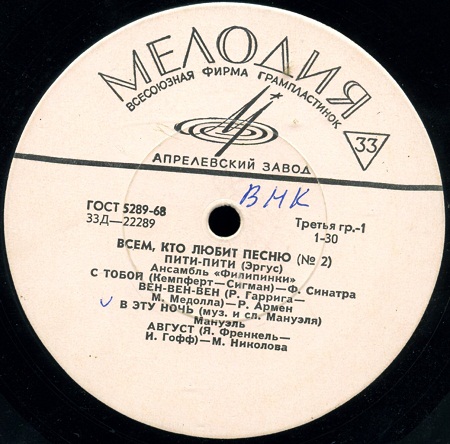 МЕЛОДИЯ
ВСЕСОЮЗНАЯ ФИРМА ГРАМПЛАСТИНОК
33
АПРЕЛЕВСКИЙ ЗАВОД
ВМК
ГОСТ 5289-68
33Д—22289
Третья гр.-1
1-30
ВСЕМ, КТО ЛЮБИТ ПЕСНЮ (№ 2)
ПИТИ-ПИТИ (Эргус)
Ансамбль «Филипинки»
С ТОБОЙ (Кемпферт—Сигман)—Ф. Синатра
ВЕН-ВЕН-ВЕН (Р. Гаррига—
М. Медолла)—Р. Армен
В ЭТУ НОЧЬ (муз. и сл. Мануэля)
Мануэль
АВГУСТ (Я. Френкель—
И. Гофф)—М. Николова